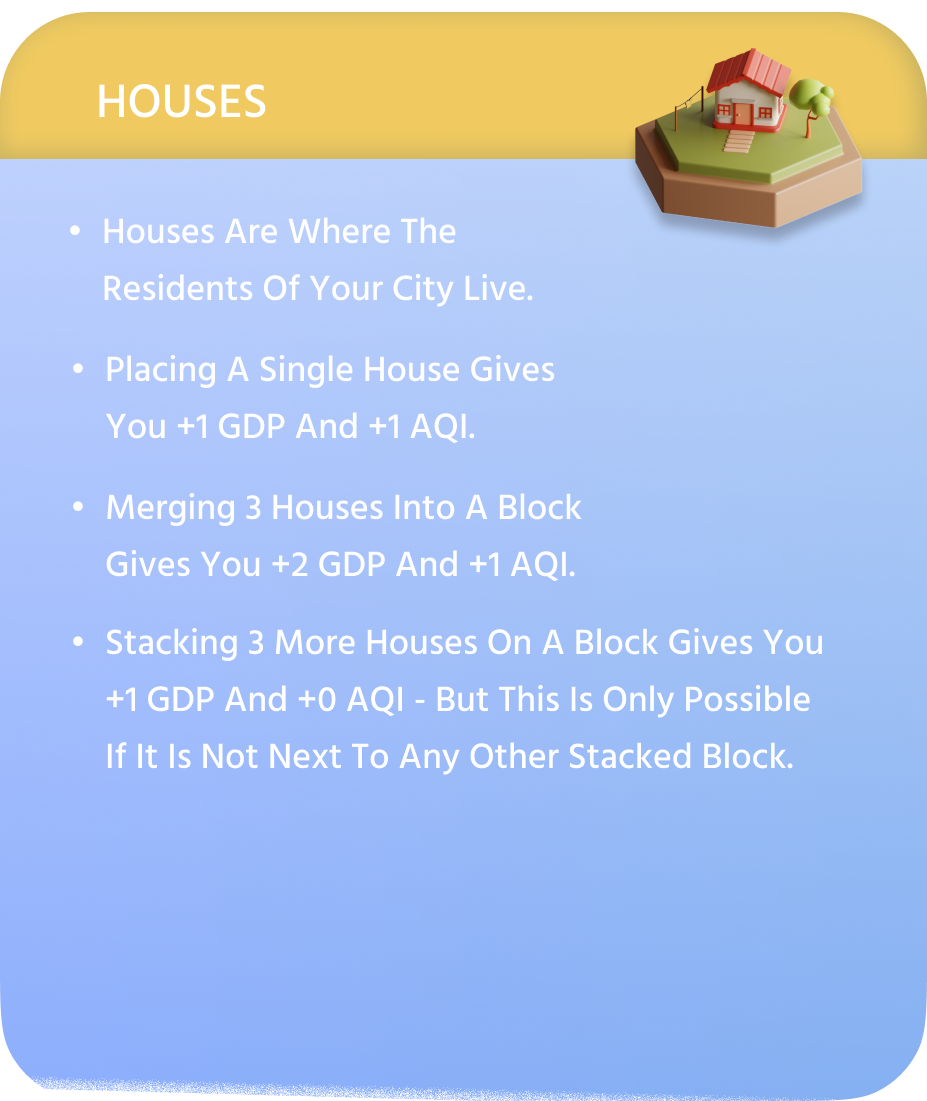 HOUSES
• Houses Are Where The
Residents Of Your City Live.
• Placing A Single House Gives
You +1 GDP And +1 AQI.
• Merging 3 Houses Into A Block
Gives You +2 GDP And +1 AQI.
• Stacking 3 More Houses On A Block Gives You
+1 GDP And +0 AQI - But This Is Only Possible
If It Is Not Next To Any Other Stacked Block.